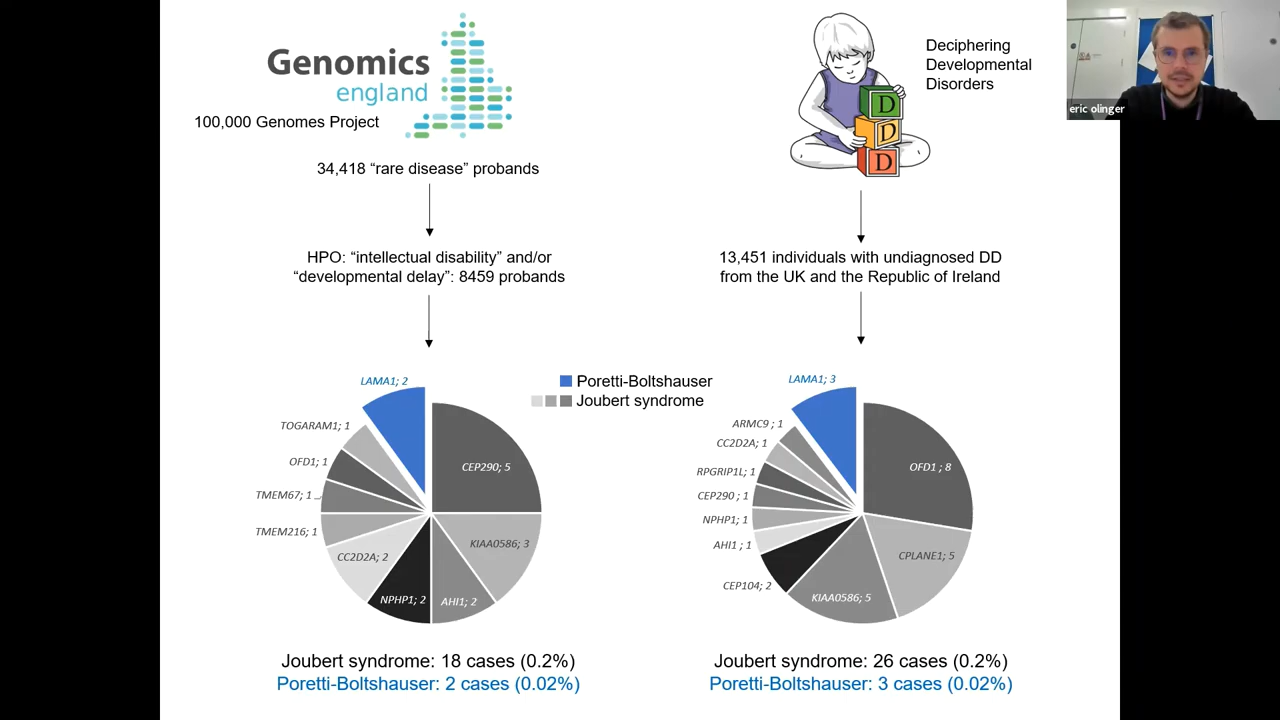 Genomics
england
100,000 Genomes Project
34,418 “rare disease” probands
HPO: “intellectual disability” and/or
“developmental delay”: 8459 probands
LAMA1; 2
TOGARAM1; 1
OFD1; 1
TMEM67; 1
TMEM216; 1
CC2D2A; 2
NPHP1; 2
AHI1; 2
KIAA0586; 3
CEP290; 5
Joubert syndrome: 18 cases (0.2%)
Poretti-Boltshauser: 2 cases (0.02%)
Poretti-Boltshauser
Joubert syndrome
D
D
D
Deciphering
Developmental
Disorders
13,451 individuals with undiagnosed DD
from the UK and the Republic of Ireland
LAMA1; 3
ARMC9 ; 1
CC2D2A; 1
RPGRIP1L; 1
CEP290 ; 1
NPHP1; 1
AHI1 ; 1
CEP104; 2
KIAA0586; 5
CPLANE1; 5
OFD1 ; 8
Joubert syndrome: 26 cases (0.2%)
Poretti-Boltshauser: 3 cases (0.02%)
eric olinger